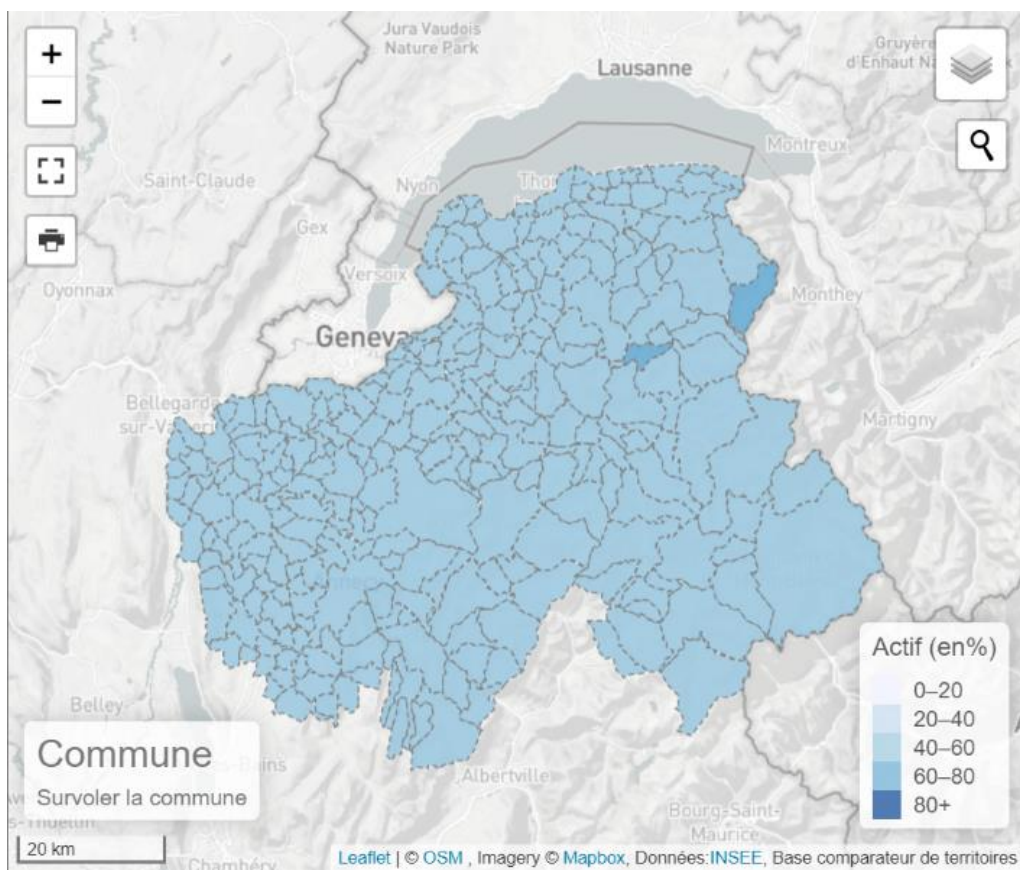 Jura Vaudois
Nature Park
Lausanne
Gruyère
d'Enhaut Na
Montreux
Nyon
Saint-Claude
Gex
Versoix
Oyonnax
Monthey
Geneva
Bellegarde
Martigny
Belley
Albertville
Bourg-Saint-
Maurice
Chambéry
+
−
Commune
Survoler la commune
20 km
Actif (en%)
0–20
20–40
40–60
60–80
80+
Leaflet | © OSM , Imagery © Mapbox, Données:INSEE, Base comparateur de territoires